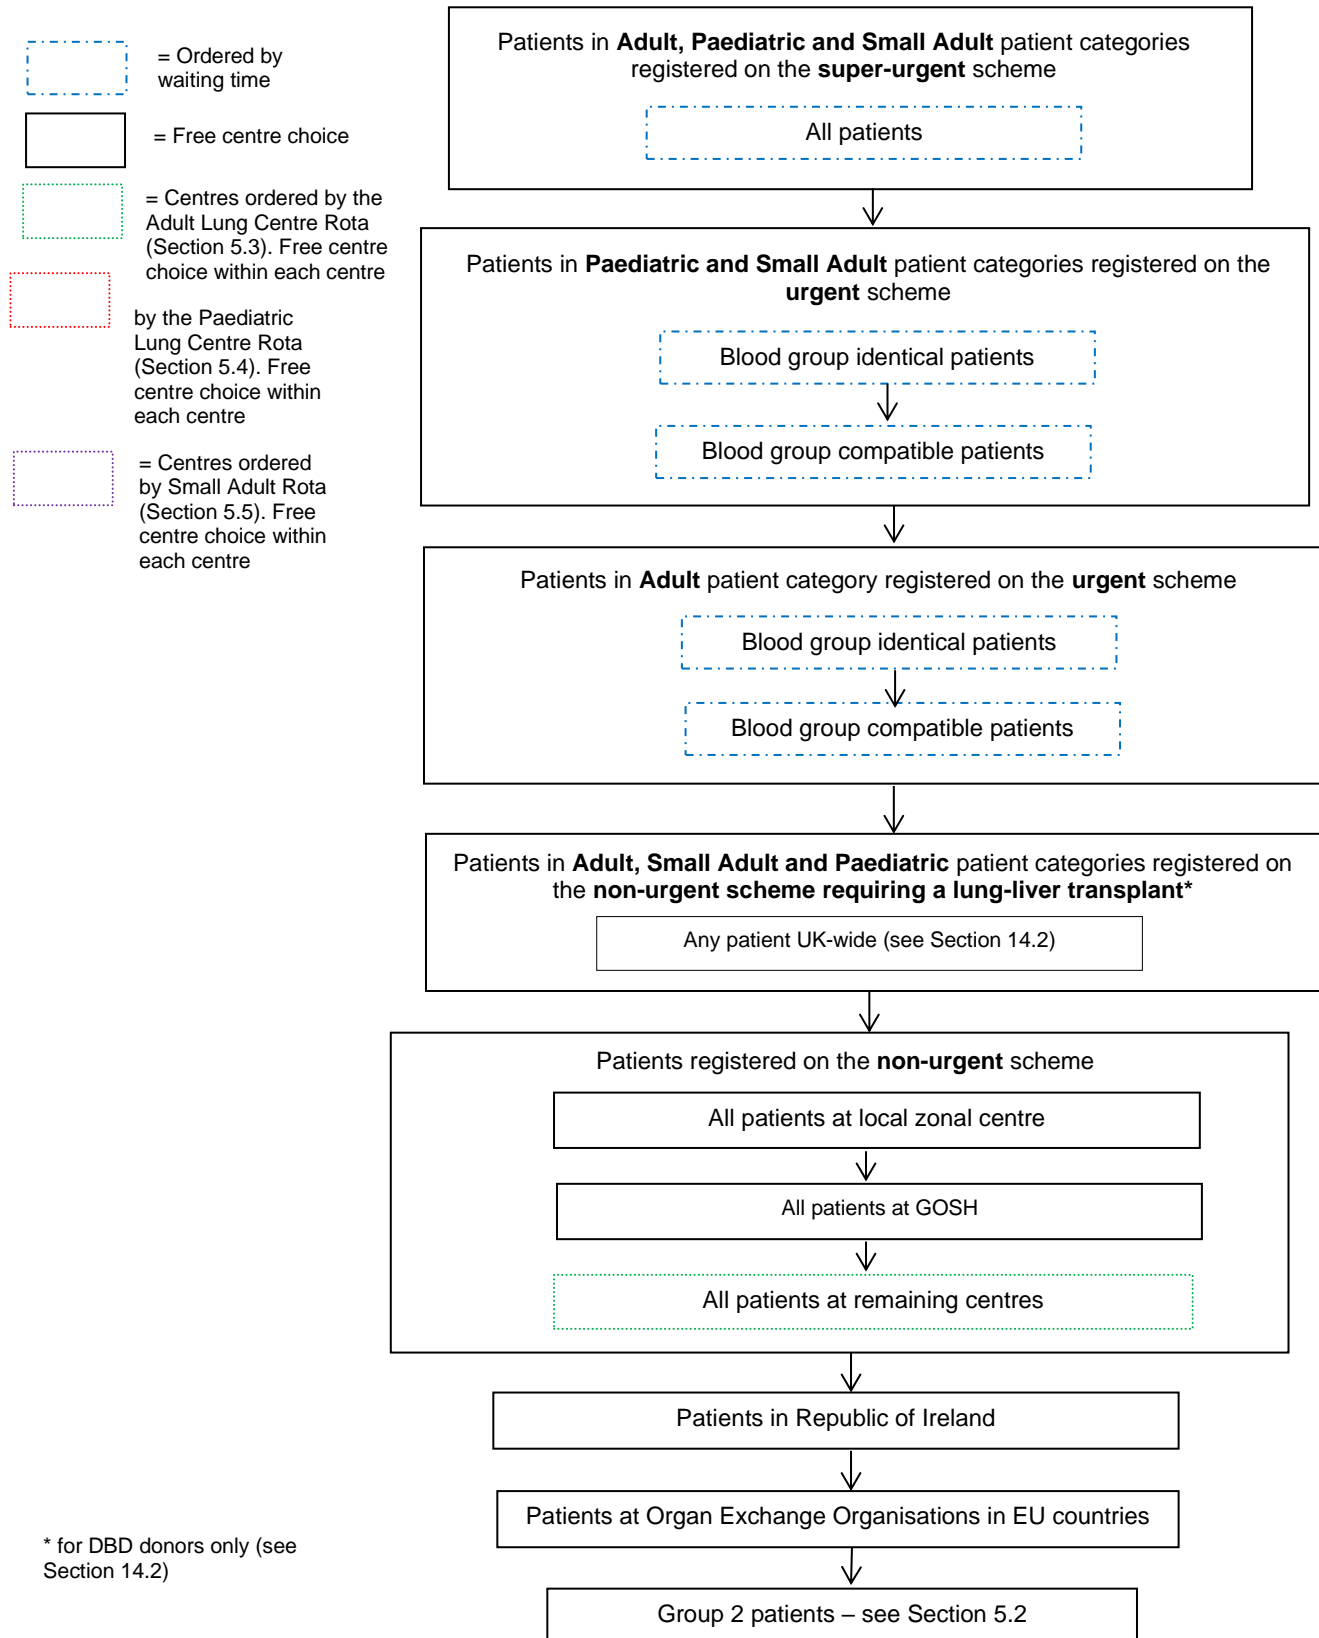 = Ordered by
waiting time
= Free centre choice
= Centres ordered by the
Adult Lung Centre Rota
(Section 5.3). Free centre
choice within each centre
by the Paediatric
Lung Centre Rota
(Section 5.4). Free
centre choice within
each centre
= Centres ordered
by Small Adult Rota
(Section 5.5). Free
centre choice within
each centre
Patients in Adult, Paediatric and Small Adult patient categories
registered on the super-urgent scheme
All patients
Patients in Paediatric and Small Adult patient categories registered on the
urgent scheme
Blood group identical patients
Blood group compatible patients
Patients in Adult patient category registered on the urgent scheme
Blood group identical patients
Blood group compatible patients
Patients in Adult, Small Adult and Paediatric patient categories registered on
the non-urgent scheme requiring a lung-liver transplant*
Any patient UK-wide (see Section 14.2)
Patients registered on the non-urgent scheme
All patients at local zonal centre
All patients at GOSH
All patients at remaining centres
Patients in Republic of Ireland
Patients at Organ Exchange Organisations in EU countries
Group 2 patients – see Section 5.2
* for DBD donors only (see
Section 14.2)